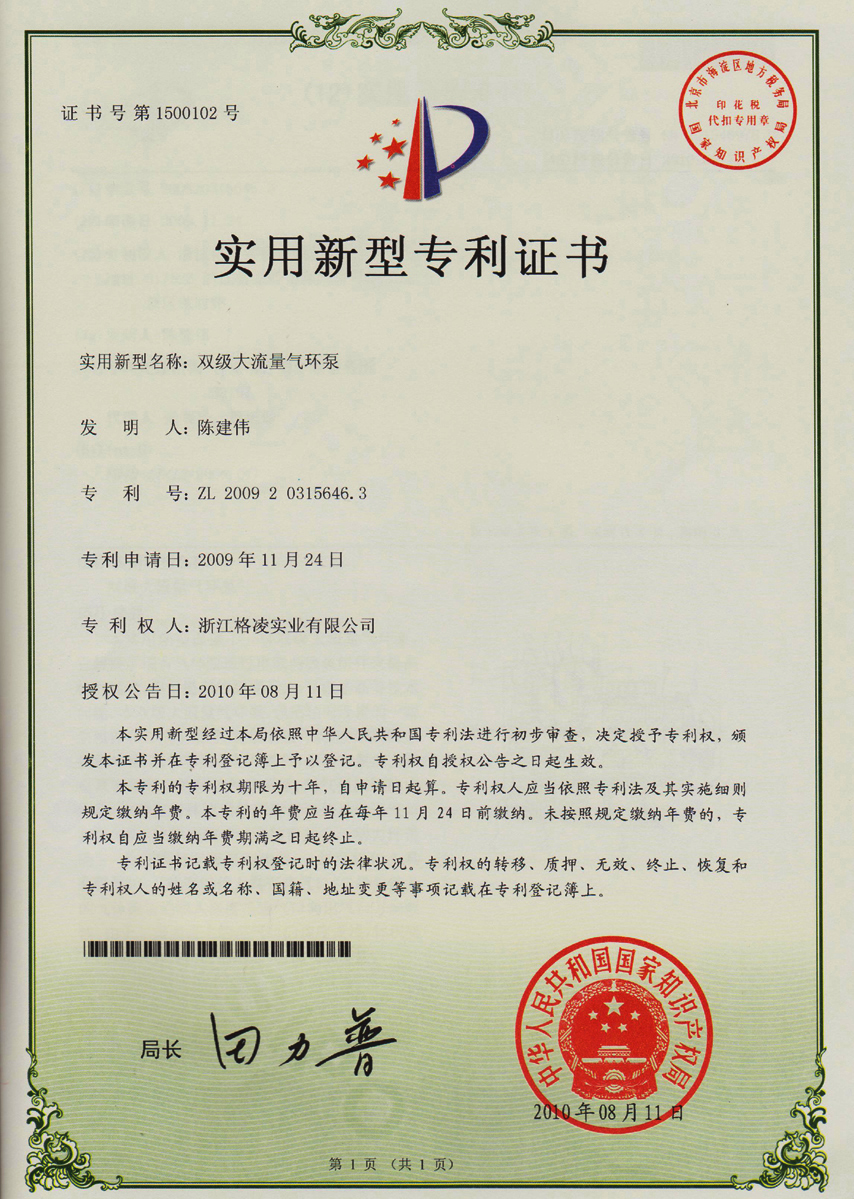 证书号第1500102号
北京市海淀区地方税务局
印花税
代扣专用章
国家知识产权局
实用新型专利证书
实用新型名称：双级大流量气环泵
发明人：陈建伟
专利号：ZL 2009 2 0315646.3
专利申请日：2009年11月24日
专利权人：浙江格凌实业有限公司
授权公告日：2010年08月11日
本实用新型经过本局依照中华人民共和国专利法进行初步审查，决定授予专利权，颁
发本证书并在专利登记簿上予以登记。专利权自授权公告之日起生效。
本专利的专利权期限为十年，自申请日起算。专利权人应当依照专利法及其实施细则
规定缴纳年费。本专利的年费应当在每年11月24日前缴纳。未按照规定缴纳年费的，专
利权自应当缴纳年费期满之日起终止。
专利证书记载专利权登记时的法律状况。专利权的转移、质押、无效、终止、恢复和
专利权人的姓名或名称、国籍、地址变更等事项记载在专利登记簿上。
局长 田力普
中华人民共和国国家知识产权局
2010年08月11日
第1页（共1页）